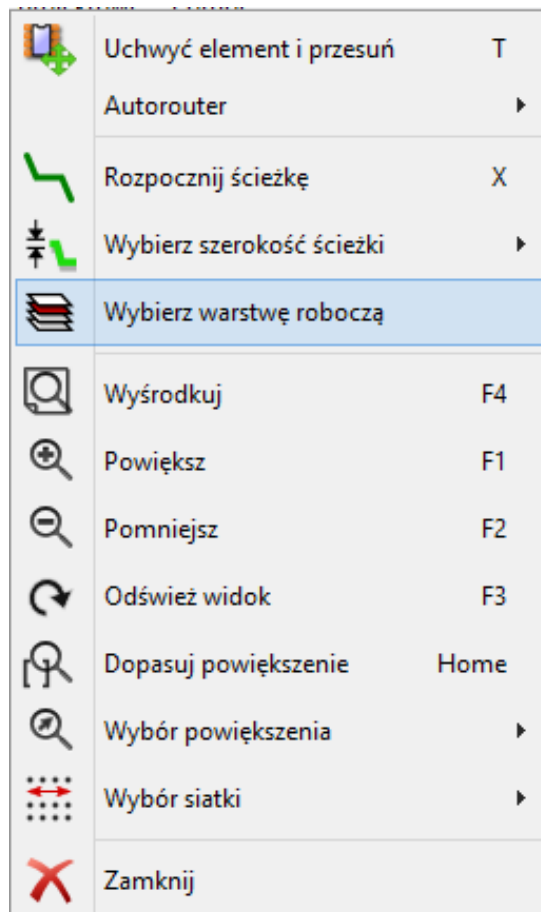 Uchwyć element i przesuń T
Autorouter
Rozpocznij ścieżkę X
Wybierz szerokość ścieżki
Wybierz warstwę roboczą
Wyśrodkuj F4
Powiększ F1
Pomniejsz F2
Odśwież widok F3
Dopasuj powiększenie Home
Wybór powiększenia
Wybór siatki
Zamknij